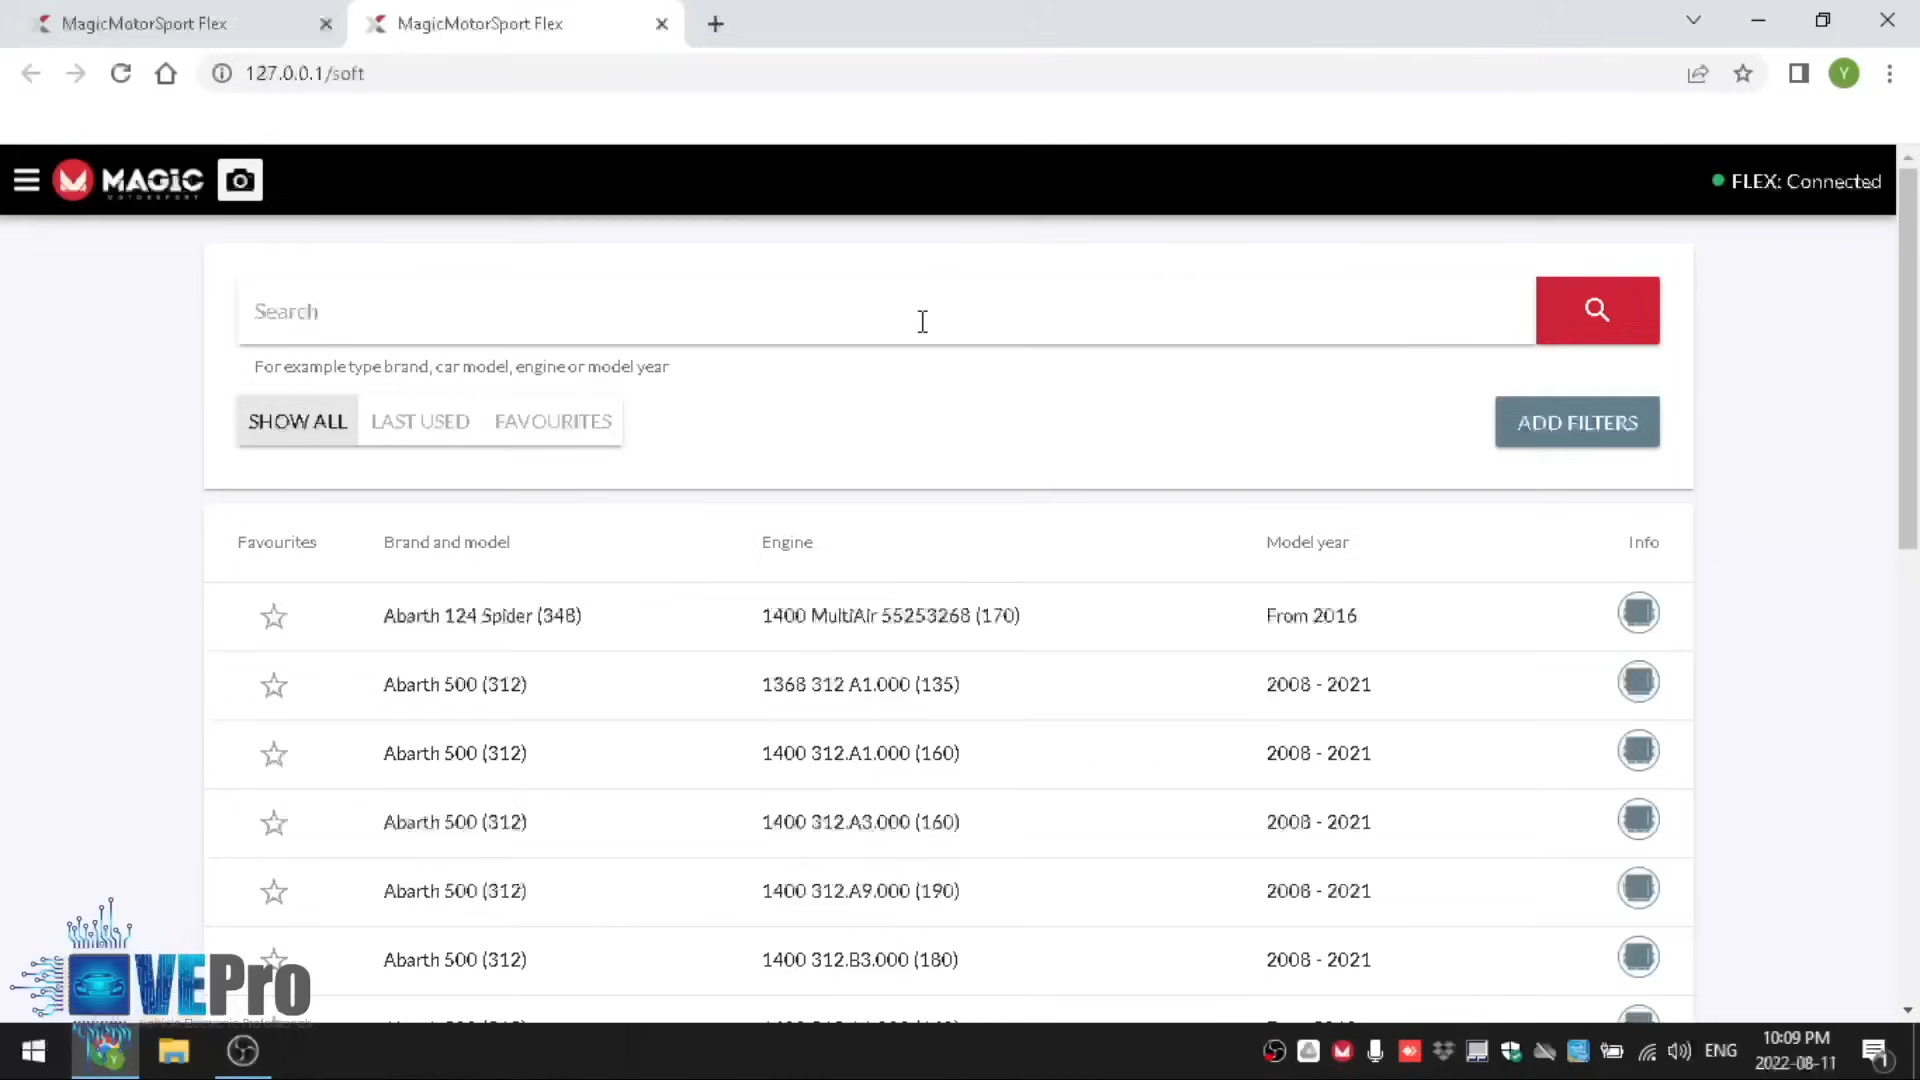 MagicMotorSport Flex
MagicMotorSport Flex
127.0.0.1/soft
Y
MAGIC
MOTORSPORT
FLEX: Connected
Search
For example type brand, car model, engine or model year
SHOW ALL
LAST USED
FAVOURITES
ADD FILTERS
Favourites
Brand and model
Engine
Model year
Info
Abarth 124 Spider (348)
1400 MultiAir 55253268 (170)
From 2016
Abarth 500 (312)
1368 312 A1.000 (135)
2008 - 2021
Abarth 500 (312)
1400 312.A1.000 (160)
2008 - 2021
Abarth 500 (312)
1400 312.A3.000 (160)
2008 - 2021
Abarth 500 (312)
1400 312.A9.000 (190)
2008 - 2021
Abarth 500 (312)
1400 312.B3.000 (180)
2008 - 2021
VEPro
ENG
10:09 PM
2022-08-11
1